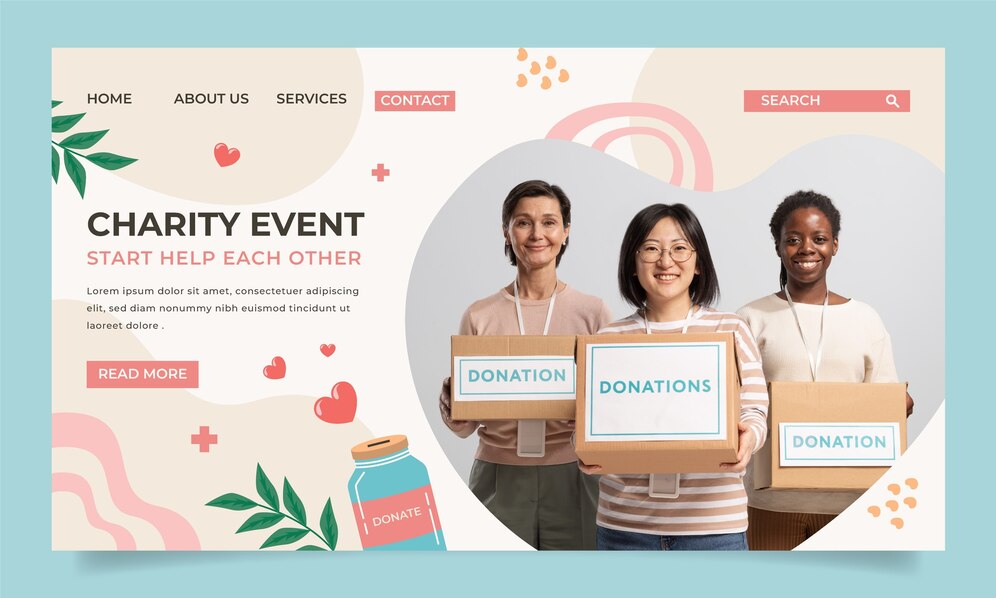 HOME ABOUT US SERVICES CONTACT SEARCH
CHARITY EVENT
START HELP EACH OTHER
Lorem ipsum dolor sit amet, consectetuer adipiscing
elit, sed diam nonummy nibh euismod tincidunt ut
laoreet dolore .
READ MORE
DONATE
DONATION
DONATIONS
DONATION